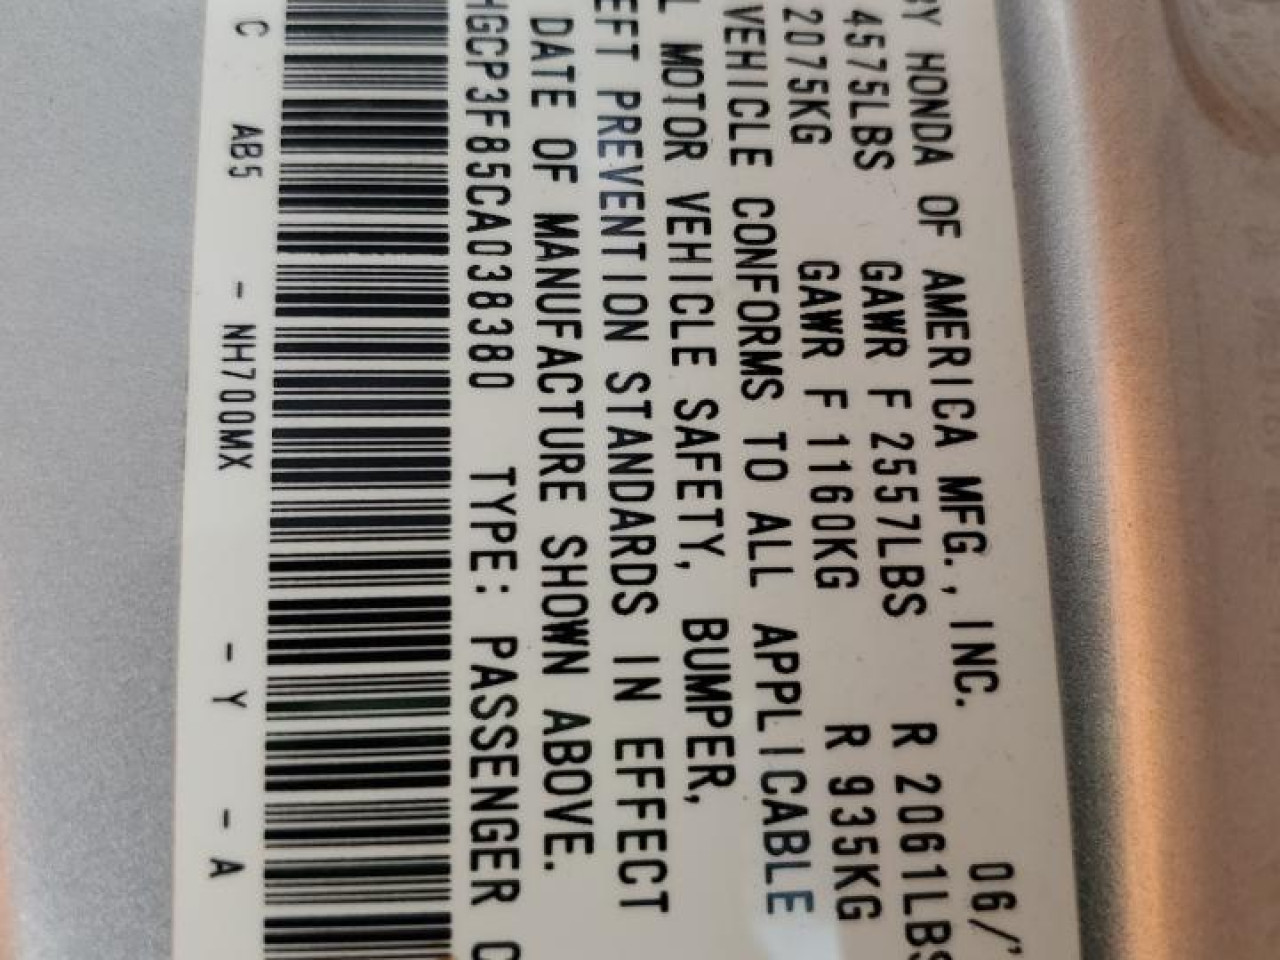 BY HONDA OF AMERICA MFG., INC. 06/'
4575LBS GAWR F 2557LBS R 2061LBS
2075KG GAWR F 1160KG R 935KG
VEHICLE CONFORMS TO ALL APPLICABLE
L MOTOR VEHICLE SAFETY, BUMPER,
EFT PREVENTION STANDARDS IN EFFECT
DATE OF MANUFACTURE SHOWN ABOVE.
HGCP3F85CA038380 TYPE: PASSENGER C
C AB5 - NH700MX - Y - A